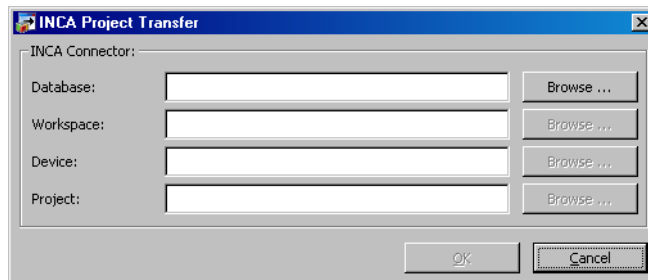 INCA Project Transfer
INCA Connector:
Database: Browse ...
Workspace: Browse ...
Device: Browse ...
Project: Browse ...
OK Cancel